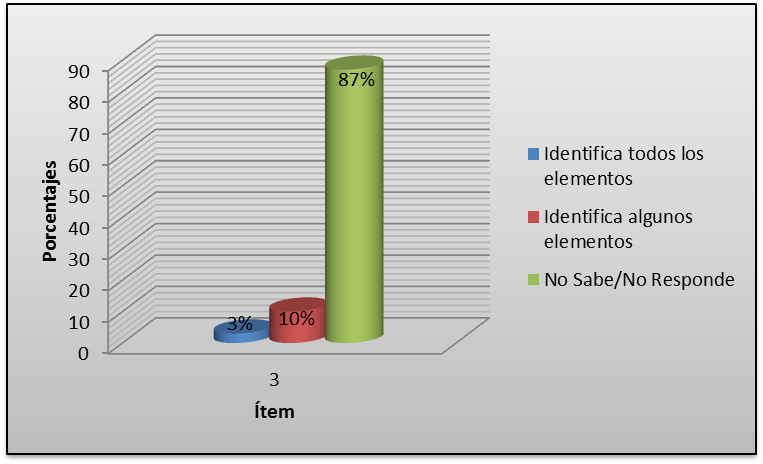 Porcentajes
90
80
70
60
50
40
30
20
10
0
3%
10%
87%
3
Ítem
Identifica todos los
elementos
Identifica algunos
elementos
No Sabe/No Responde